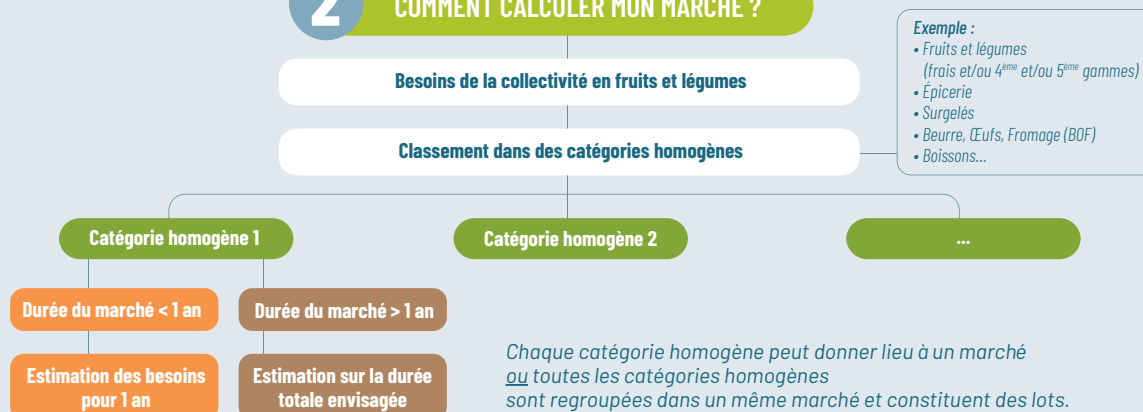 2
COMMENT CALCULER MON MARCHÉ ?
Besoins de la collectivité en fruits et légumes
Classement dans des catégories homogènes
Exemple :
• Fruits et légumes
(frais et/ou 4ème et/ou 5ème gammes)
• Épicerie
• Surgelés
• Beurre, Œufs, Fromage (BOF)
• Boissons...
Catégorie homogène 1
Catégorie homogène 2
...
Durée du marché < 1 an
Durée du marché > 1 an
Estimation des besoins
pour 1 an
Estimation sur la durée
totale envisagée
Chaque catégorie homogène peut donner lieu à un marché
ou toutes les catégories homogènes
sont regroupées dans un même marché et constituent des lots.